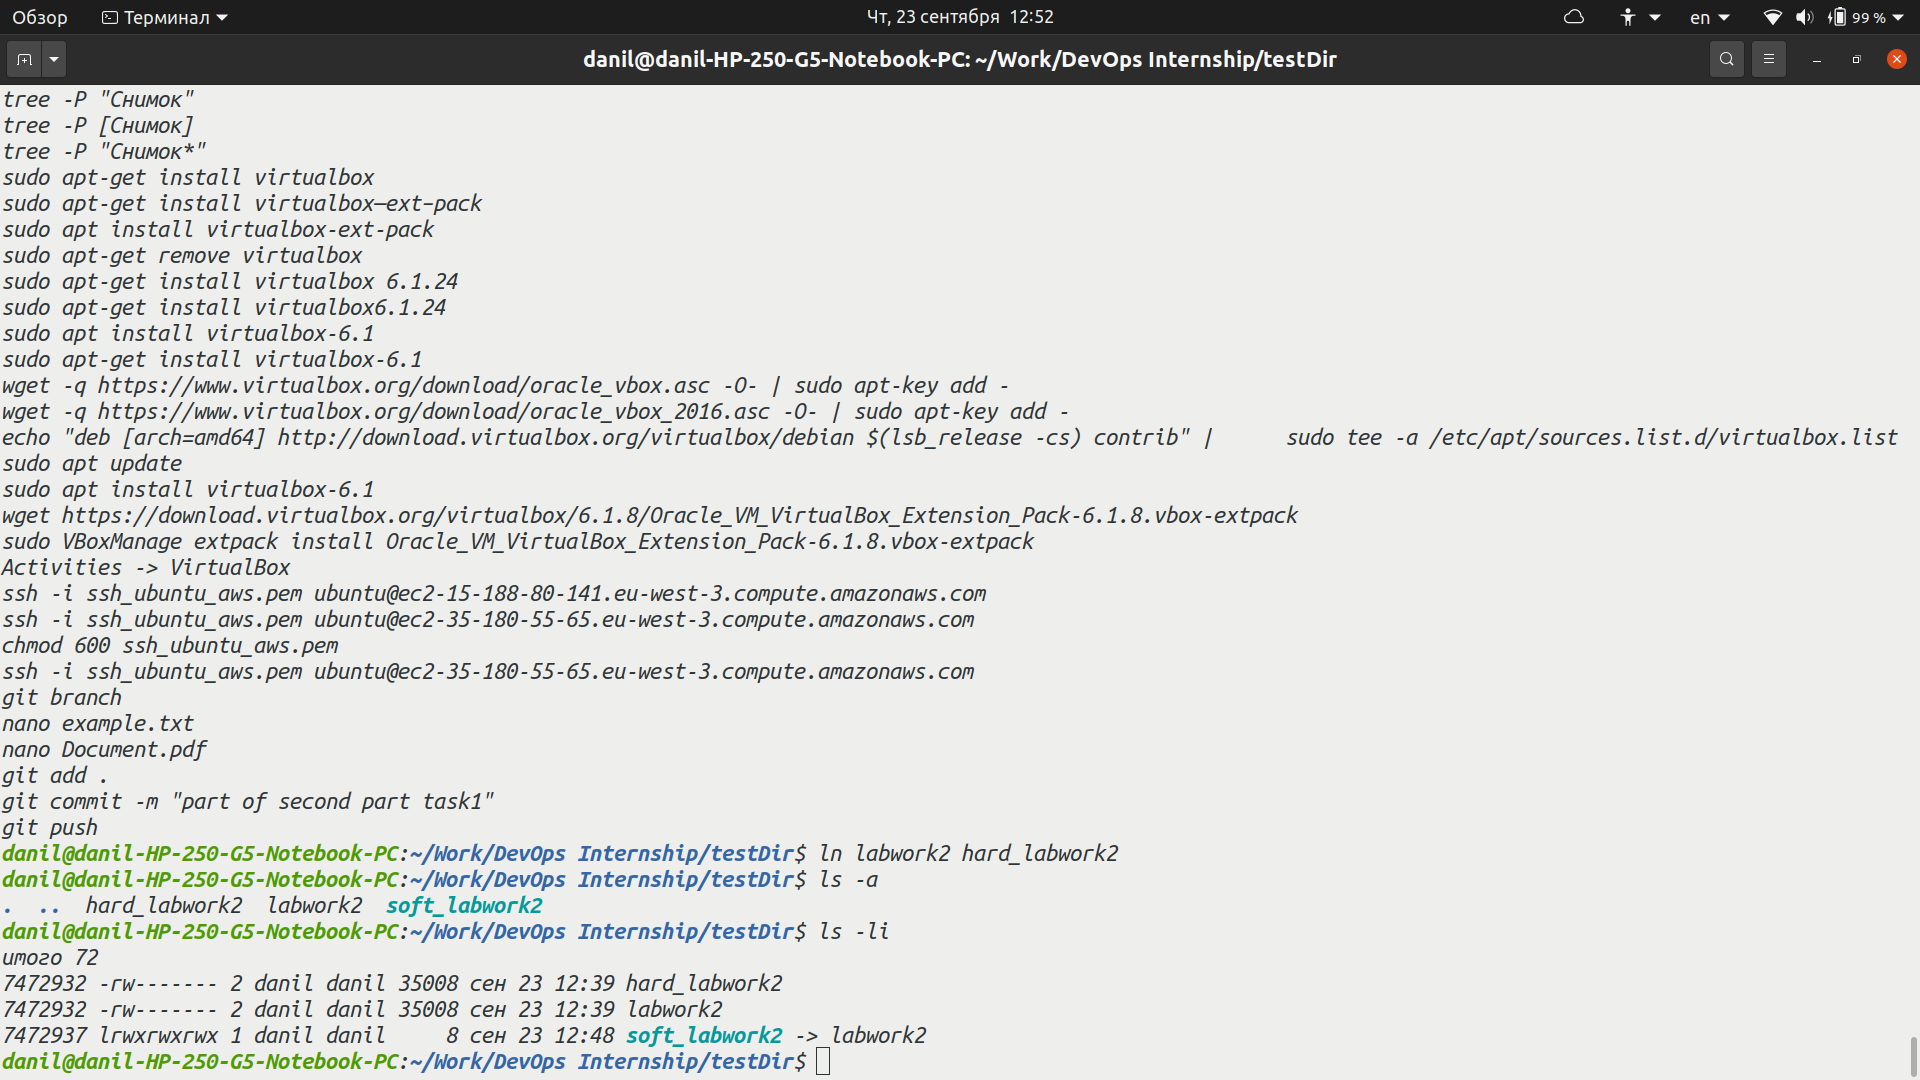 Обзор Терминал Чт, 23 сентября 12:52 en 99 %
danil@danil-HP-250-G5-Notebook-PC: ~/Work/DevOps Internship/testDir
tree -P "Снимок"
tree -P [Снимок]
tree -P "Снимок*"
sudo apt-get install virtualbox
sudo apt-get install virtualbox—ext–pack
sudo apt install virtualbox-ext-pack
sudo apt-get remove virtualbox
sudo apt-get install virtualbox 6.1.24
sudo apt-get install virtualbox6.1.24
sudo apt install virtualbox-6.1
sudo apt-get install virtualbox-6.1
wget -q https://www.virtualbox.org/download/oracle_vbox.asc -O- | sudo apt-key add -
wget -q https://www.virtualbox.org/download/oracle_vbox_2016.asc -O- | sudo apt-key add -
echo "deb [arch=amd64] http://download.virtualbox.org/virtualbox/debian $(lsb_release -cs) contrib" |      sudo tee -a /etc/apt/sources.list.d/virtualbox.list
sudo apt update
sudo apt install virtualbox-6.1
wget https://download.virtualbox.org/virtualbox/6.1.8/Oracle_VM_VirtualBox_Extension_Pack-6.1.8.vbox-extpack
sudo VBoxManage extpack install Oracle_VM_VirtualBox_Extension_Pack-6.1.8.vbox-extpack
Activities -> VirtualBox
ssh -i ssh_ubuntu_aws.pem ubuntu@ec2-15-188-80-141.eu-west-3.compute.amazonaws.com
ssh -i ssh_ubuntu_aws.pem ubuntu@ec2-35-180-55-65.eu-west-3.compute.amazonaws.com
chmod 600 ssh_ubuntu_aws.pem
ssh -i ssh_ubuntu_aws.pem ubuntu@ec2-35-180-55-65.eu-west-3.compute.amazonaws.com
git branch
nano example.txt
nano Document.pdf
git add .
git commit -m "part of second part task1"
git push
danil@danil-HP-250-G5-Notebook-PC:~/Work/DevOps Internship/testDir$ ln labwork2 hard_labwork2
danil@danil-HP-250-G5-Notebook-PC:~/Work/DevOps Internship/testDir$ ls -a
.  ..  hard_labwork2  labwork2  soft_labwork2
danil@danil-HP-250-G5-Notebook-PC:~/Work/DevOps Internship/testDir$ ls -li
итого 72
7472932 -rw------- 2 danil danil 35008 сен 23 12:39 hard_labwork2
7472932 -rw------- 2 danil danil 35008 сен 23 12:39 labwork2
7472937 lrwxrwxrwx 1 danil danil     8 сен 23 12:48 soft_labwork2 -> labwork2
danil@danil-HP-250-G5-Notebook-PC:~/Work/DevOps Internship/testDir$